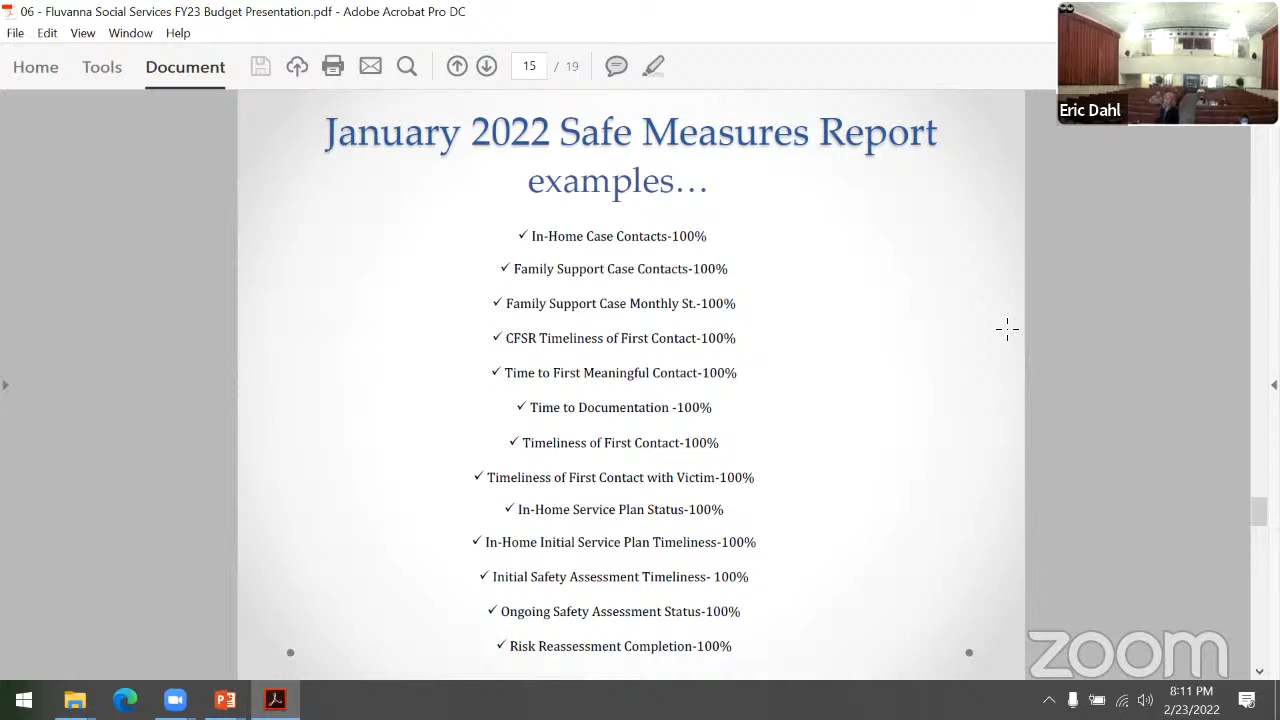 06 - Fluvanna Social Services FY23 Budget Presentation.pdf - Adobe Acrobat Pro DC
File Edit View Window Help
Home Tools Document 15 / 19
Eric Dahl
January 2022 Safe Measures Report
examples…
✓ In-Home Case Contacts-100%
✓ Family Support Case Contacts-100%
✓ Family Support Case Monthly St.-100%
✓ CFSR Timeliness of First Contact-100%
✓ Time to First Meaningful Contact-100%
✓ Time to Documentation -100%
✓ Timeliness of First Contact-100%
✓ Timeliness of First Contact with Victim-100%
✓ In-Home Service Plan Status-100%
✓ In-Home Initial Service Plan Timeliness-100%
✓ Initial Safety Assessment Timeliness- 100%
✓ Ongoing Safety Assessment Status-100%
✓ Risk Reassessment Completion-100%
zoom
8:11 PM
2/23/2022